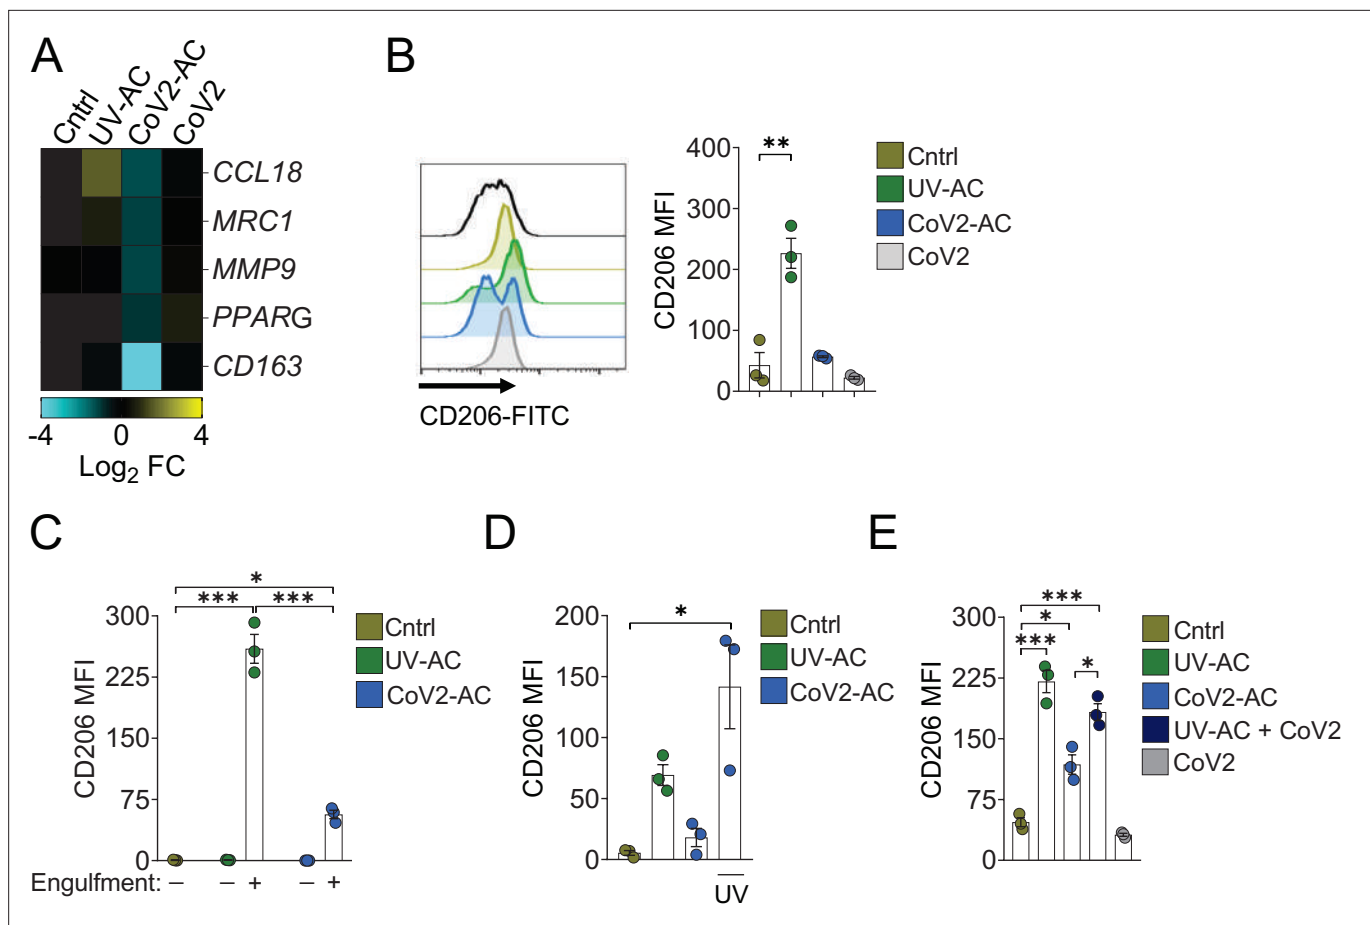 A
Cntrl
UV-AC
CoV2-AC
CoV2
CCL18
MRC1
MMP9
PPARG
CD163
-4 0 4
Log2 FC
B
CD206-FITC
CD206 MFI
400
300
200
100
0
**
Cntrl
UV-AC
CoV2-AC
CoV2
C
CD206 MFI
300
225
150
75
0
*
*** ***
Engulfment: – – + – +
Cntrl
UV-AC
CoV2-AC
D
CD206 MFI
200
150
100
50
0
*
UV
Cntrl
UV-AC
CoV2-AC
E
CD206 MFI
300
225
150
75
0
***
*
***
*
Cntrl
UV-AC
CoV2-AC
UV-AC + CoV2
CoV2